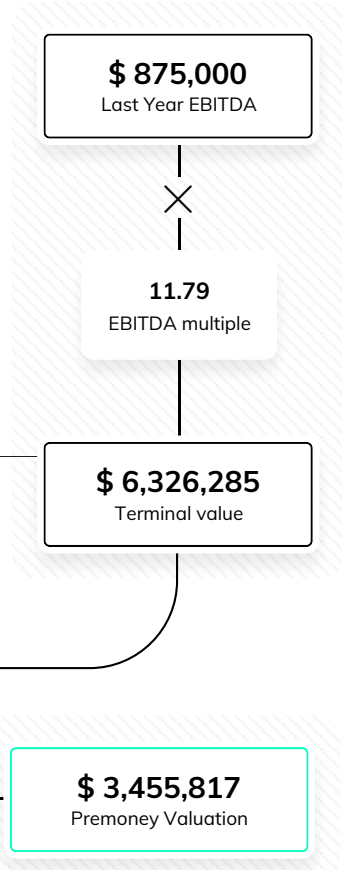 $ 875,000
Last Year EBITDA
11.79
EBITDA multiple
$ 6,326,285
Terminal value
$ 3,455,817
Premoney Valuation